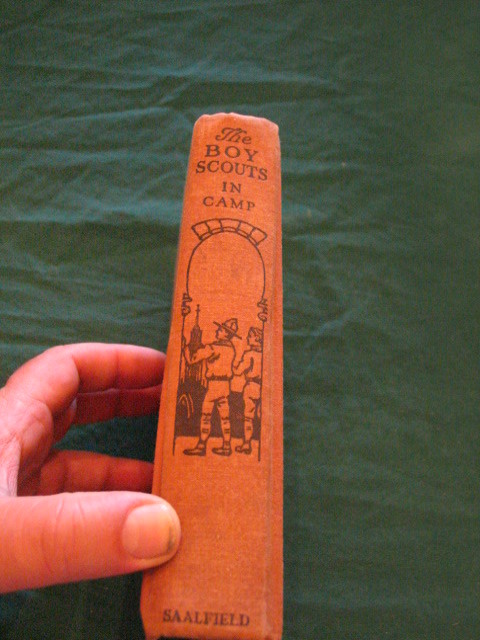 The
BOY
SCOUTS
IN
CAMP
SAALFIELD